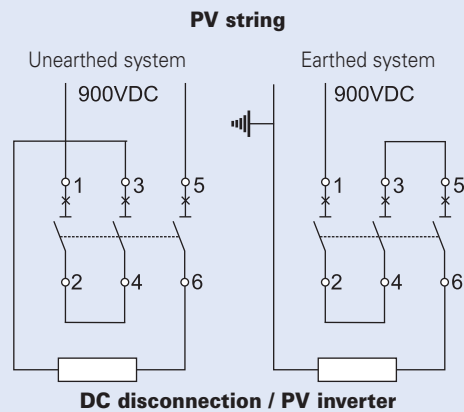 PV string
Unearthed system Earthed system
900VDC 900VDC
1 3 5 1 3 5
2 4 6 2 4 6
DC disconnection / PV inverter